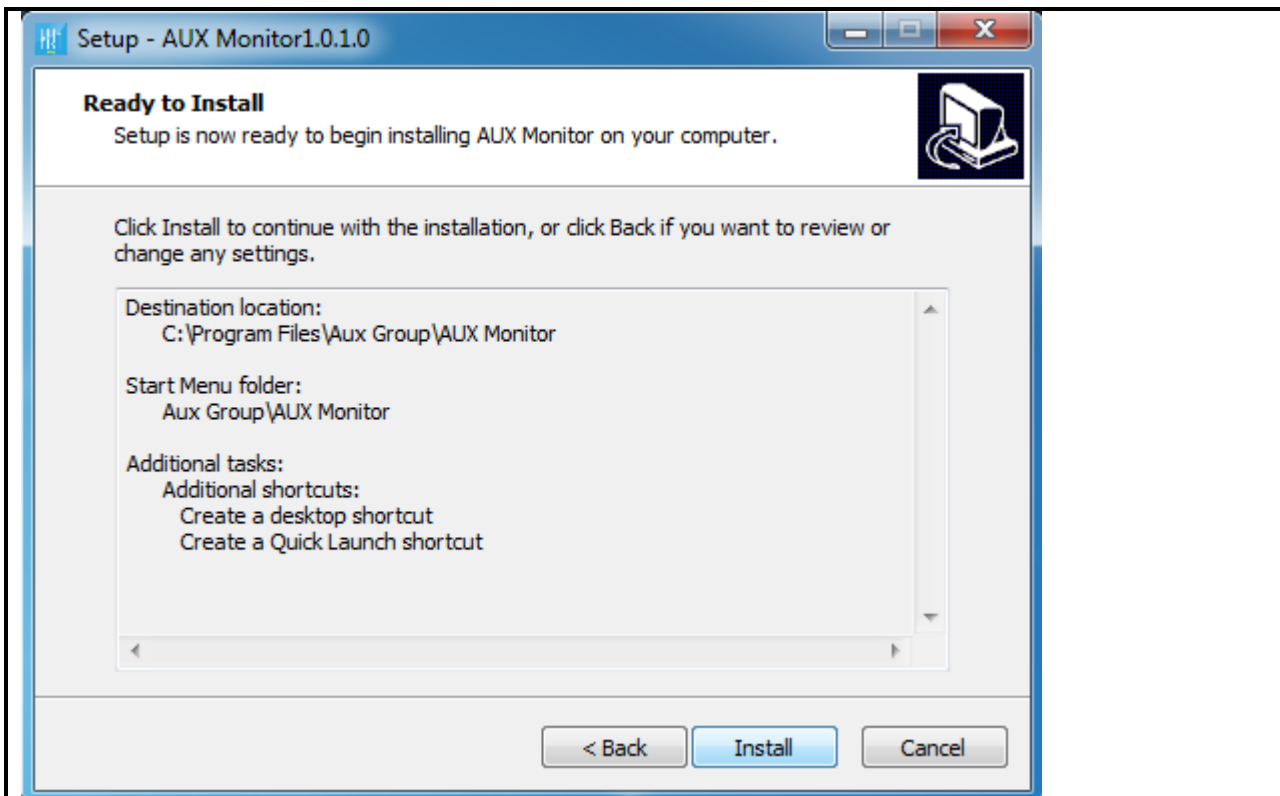 Setup - AUX Monitor1.0.1.0
Ready to Install
Setup is now ready to begin installing AUX Monitor on your computer.
Click Install to continue with the installation, or click Back if you want to review or
change any settings.
Destination location:
C:\Program Files\Aux Group\AUX Monitor
Start Menu folder:
Aux Group\AUX Monitor
Additional tasks:
Additional shortcuts:
Create a desktop shortcut
Create a Quick Launch shortcut
< Back Install Cancel